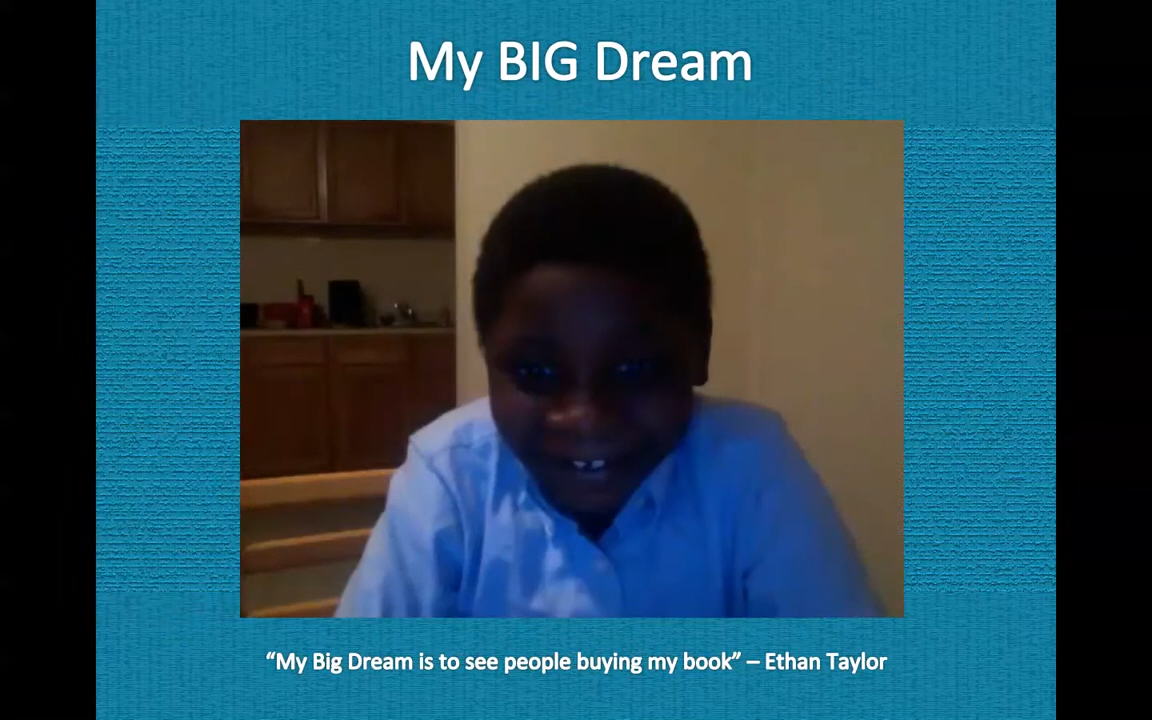 My BIG Dream
“My Big Dream is to see people buying my book” – Ethan Taylor